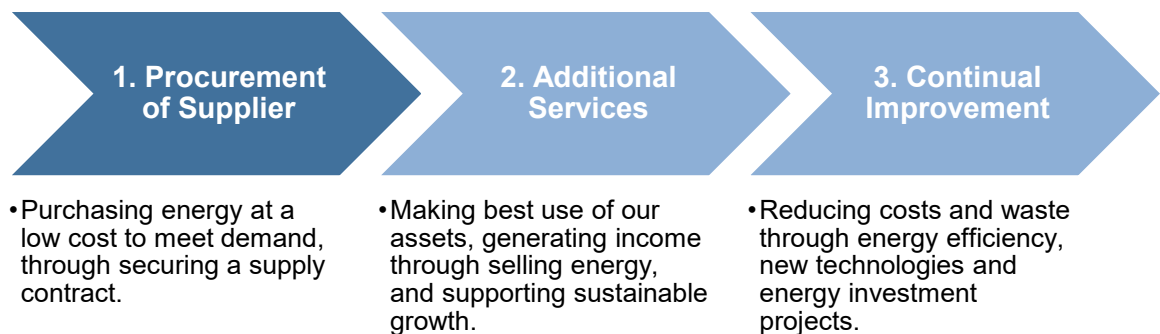 1. Procurement
of Supplier
2. Additional
Services
3. Continual
Improvement
•Purchasing energy at a
low cost to meet demand,
through securing a supply
contract.
•Making best use of our
assets, generating income
through selling energy,
and supporting sustainable
growth.
•Reducing costs and waste
through energy efficiency,
new technologies and
energy investment
projects.